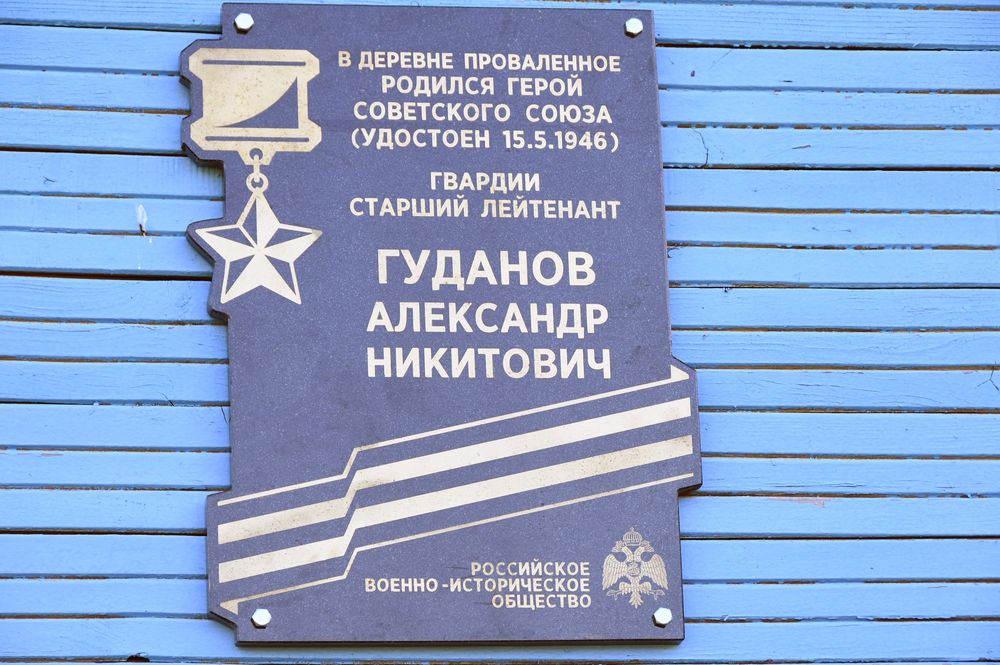 В ДЕРЕВНЕ ПРОВАЛЕННОЕ
РОДИЛСЯ ГЕРОЙ
СОВЕТСКОГО СОЮЗА
(УДОСТОЕН 15.5.1946)
ГВАРДИИ
СТАРШИЙ ЛЕЙТЕНАНТ
ГУДАНОВ
АЛЕКСАНДР
НИКИТОВИЧ
РОССИЙСКОЕ
ВОЕННО-ИСТОРИЧЕСКОЕ
ОБЩЕСТВО